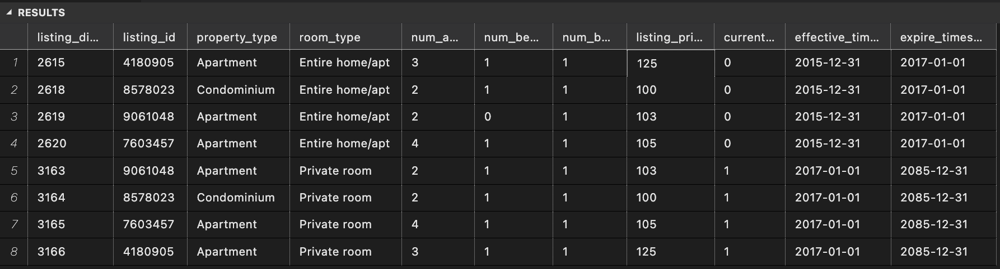 RESULTS
listing_di... listing_id property_type room_type num_a... num_be... num_b... listing_pri... current... effective_tim... expire_times...
1 2615 4180905 Apartment Entire home/apt 3 1 1 125 0 2015-12-31 2017-01-01
2 2618 8578023 Condominium Entire home/apt 2 1 1 100 0 2015-12-31 2017-01-01
3 2619 9061048 Apartment Entire home/apt 2 0 1 103 0 2015-12-31 2017-01-01
4 2620 7603457 Apartment Entire home/apt 4 1 1 105 0 2015-12-31 2017-01-01
5 3163 9061048 Apartment Private room 2 1 1 103 1 2017-01-01 2085-12-31
6 3164 8578023 Condominium Private room 2 1 1 100 1 2017-01-01 2085-12-31
7 3165 7603457 Apartment Private room 4 1 1 105 1 2017-01-01 2085-12-31
8 3166 4180905 Apartment Private room 3 1 1 125 1 2017-01-01 2085-12-31